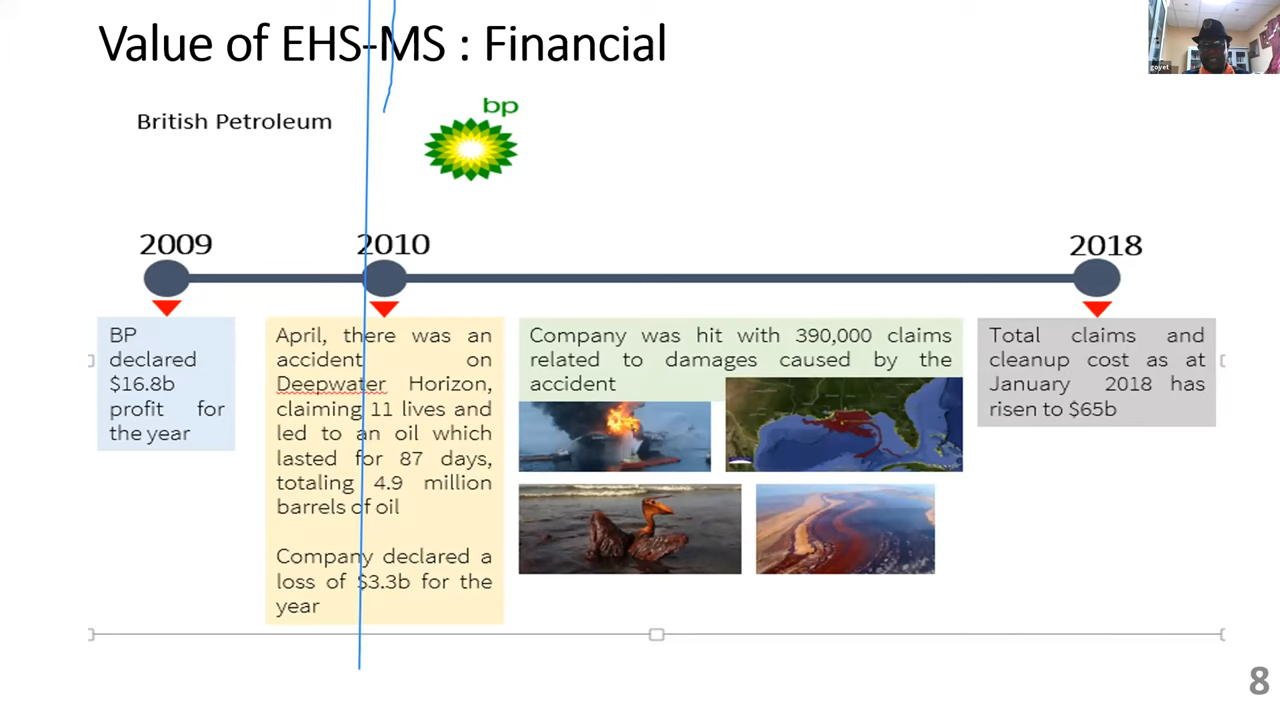 Value of EHS-MS : Financial
goyet
British Petroleum
bp
2009
2010
2018
BP
declared
$16.8b
profit for
the year
April, there was an
accident on
Deepwater Horizon,
claiming 11 lives and
led to an oil which
lasted for 87 days,
totaling 4.9 million
barrels of oil
Company declared a
loss of $3.3b for the
year
Company was hit with 390,000 claims
related to damages caused by the
accident
Total claims and
cleanup cost as at
January 2018 has
risen to $65b
8